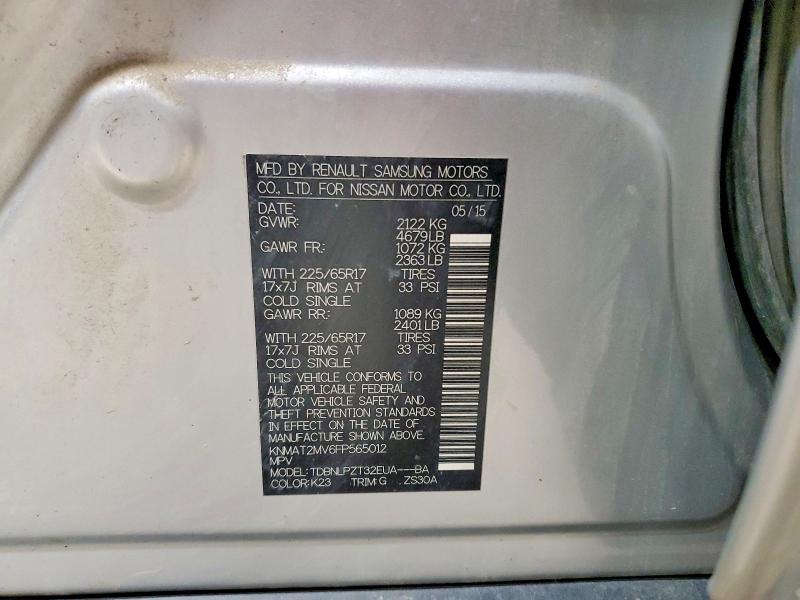 MFD BY RENAULT SAMSUNG MOTORS
CO., LTD. FOR NISSAN MOTOR CO., LTD.
DATE: 05/15
GVWR: 2122 KG
4679LB
GAWR FR: 1072 KG
2363 LB
WITH 225/65R17 TIRES
17x7J RIMS AT 33 PSI
COLD SINGLE
GAWR RR: 1089 KG
2401 LB
WITH 225/65R17 TIRES
17x7J RIMS AT 33 PSI
COLD SINGLE
THIS VEHICLE CONFORMS TO
ALL APPLICABLE FEDERAL
MOTOR VEHICLE SAFETY AND
THEFT PREVENTION STANDARDS
IN EFFECT ON THE DATE OF
MANUFACTURE SHOWN ABOVE.
KNMAT2MV6FP565012
MPV
MODEL: TDBNLPZT32EUA---BA
COLOR: K23 TRIM: G ZS30A